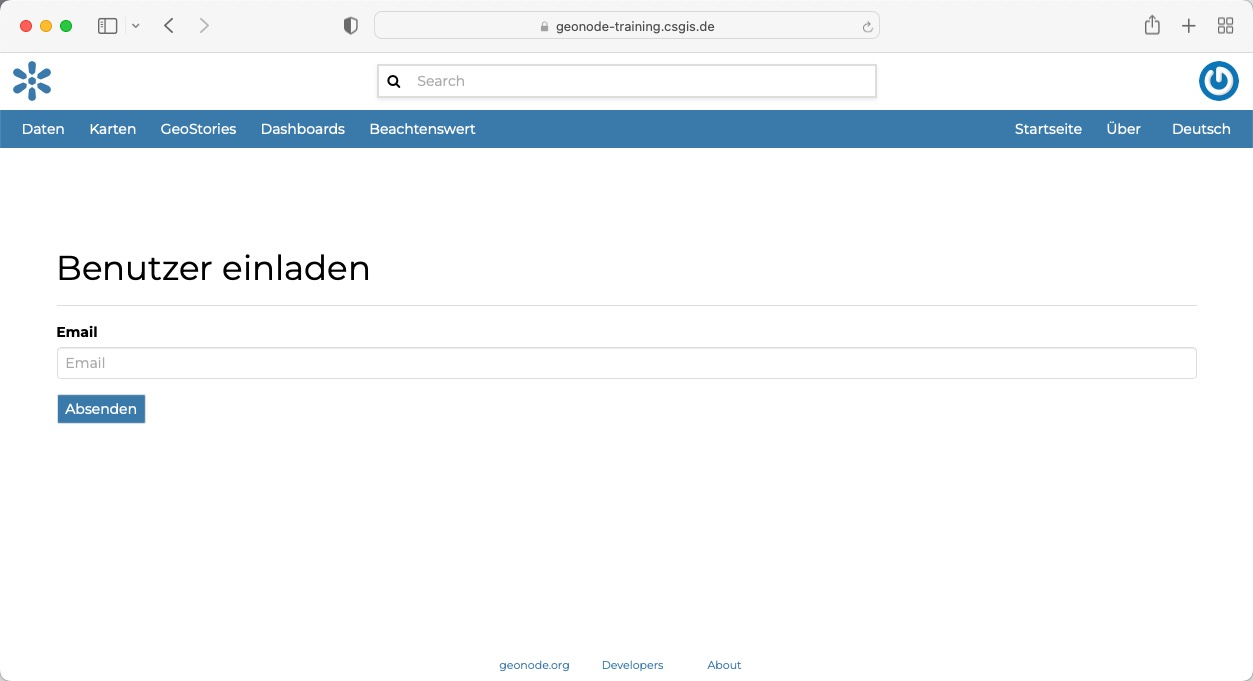 geonode-training.csgis.de
Search
Daten Karten GeoStories Dashboards Beachtenswert Startseite Über Deutsch
Benutzer einladen
Email
Email
Absenden
geonode.org Developers About